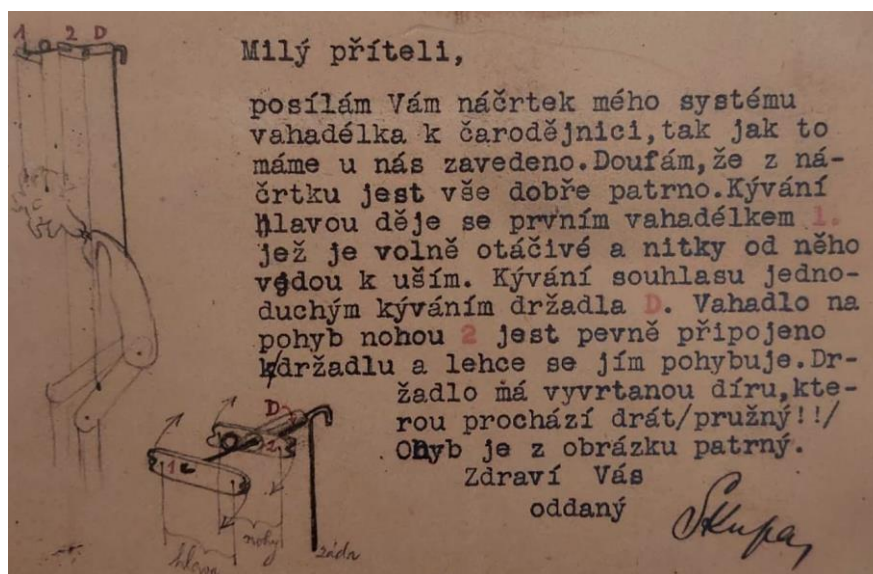 1 2 D
Milý příteli,
posílám Vám náčrtek mého systému
vahadélka k čarodějnici,tak jak to
máme u nás zavedeno.Doufám,že z ná-
črtku jest vše dobře patrno.Kývání
hlavou děje se prvním vahadélkem 1.
jež je volně otáčivé a nitky od něho
vedou k uším. Kývání souhlasu jedno-
duchým kýváním držadla D. Vahadlo na
pohyb nohou 2 jest pevně připojeno
k/držadlu a lehce se jím pohybuje.Dr-
žadlo má vyvrtanou díru,kte-
rou prochází drát/pružný!!/
Ohyb je z obrázku patrný.
Zdraví Vás
oddaný
Skupa
D
1 2
hlava nohy záda